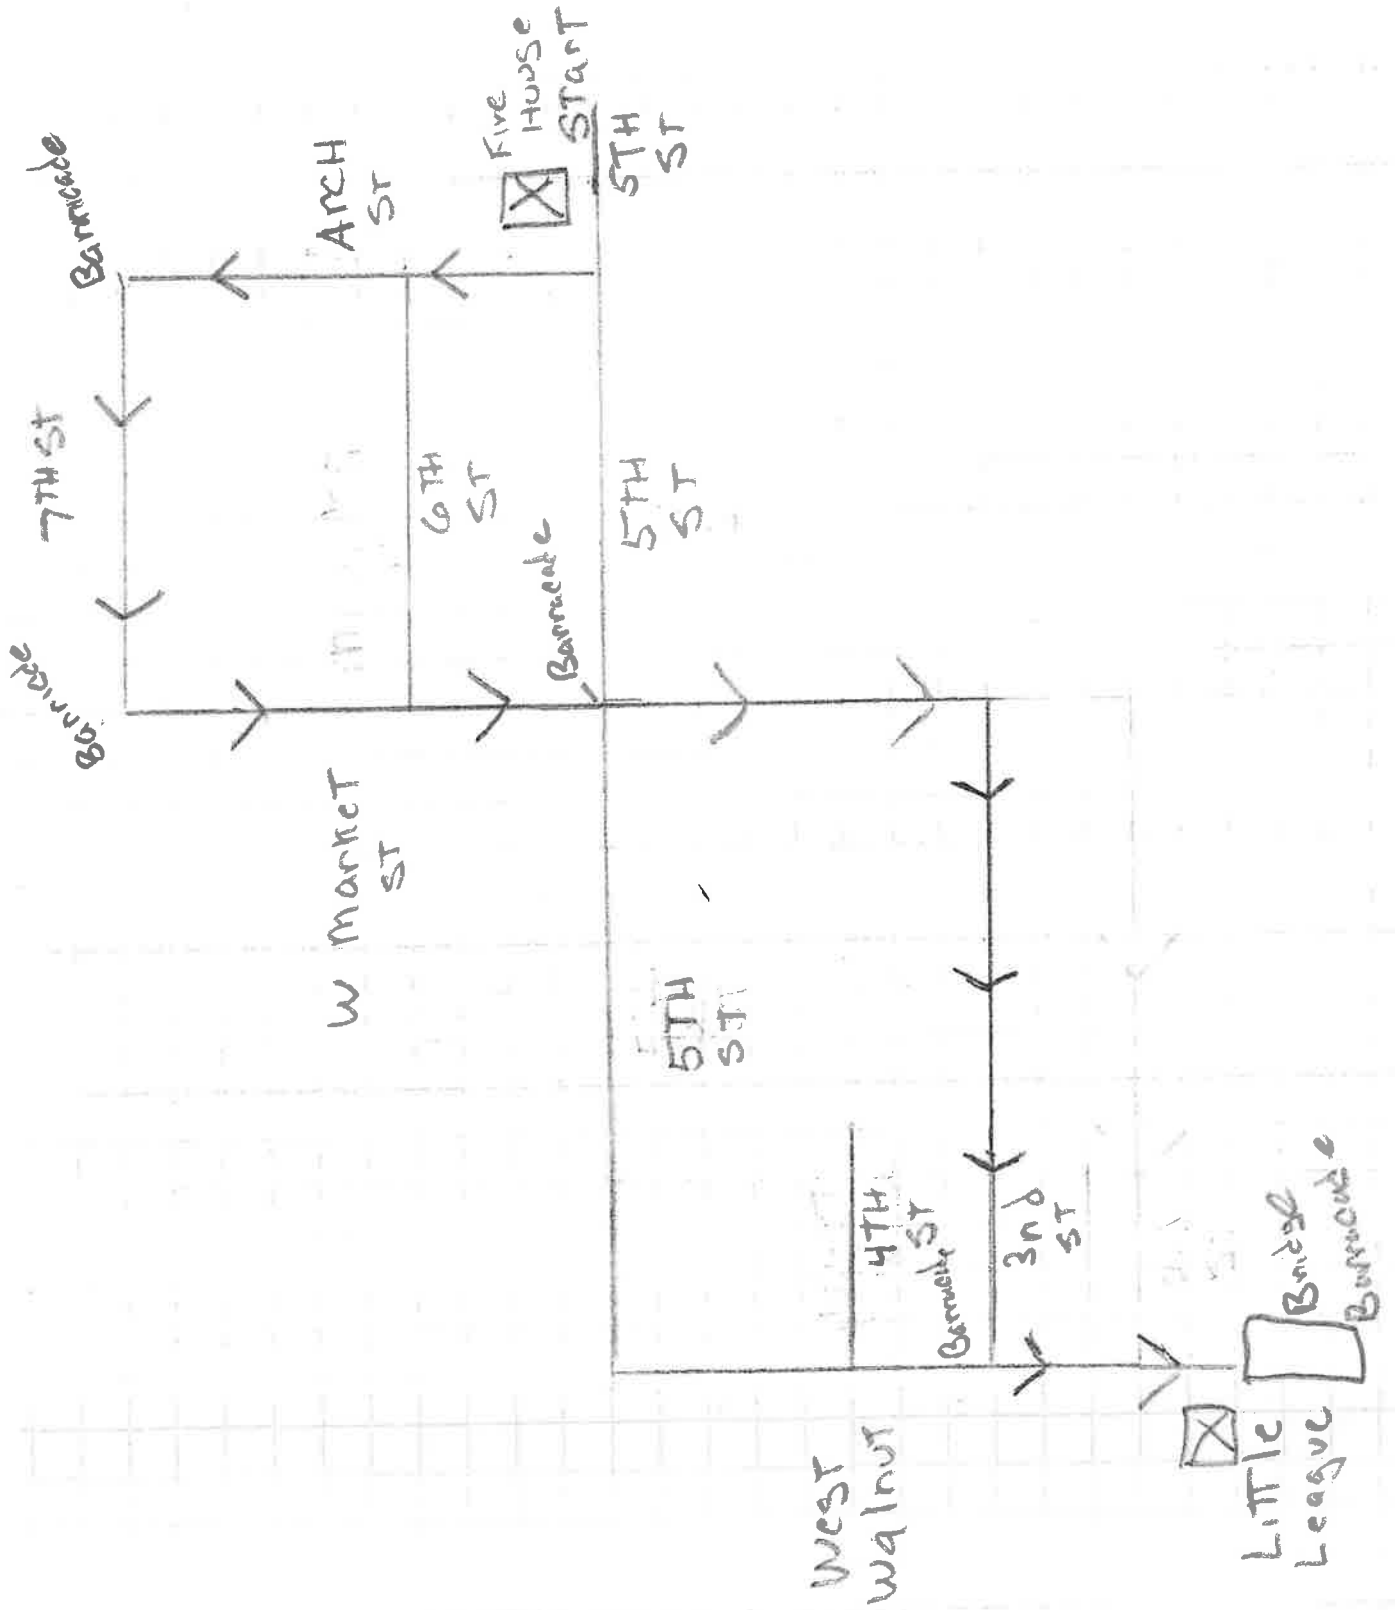 Barricade
Arch
ST
Fire
House
START
5TH
ST
7TH ST
6TH
ST
Barricade
5TH
ST
Barricade
W Market
ST
5TH
ST
4TH
ST
Barricade
3rd
ST
Bridge
Barricade
West
Walnut
Little
League